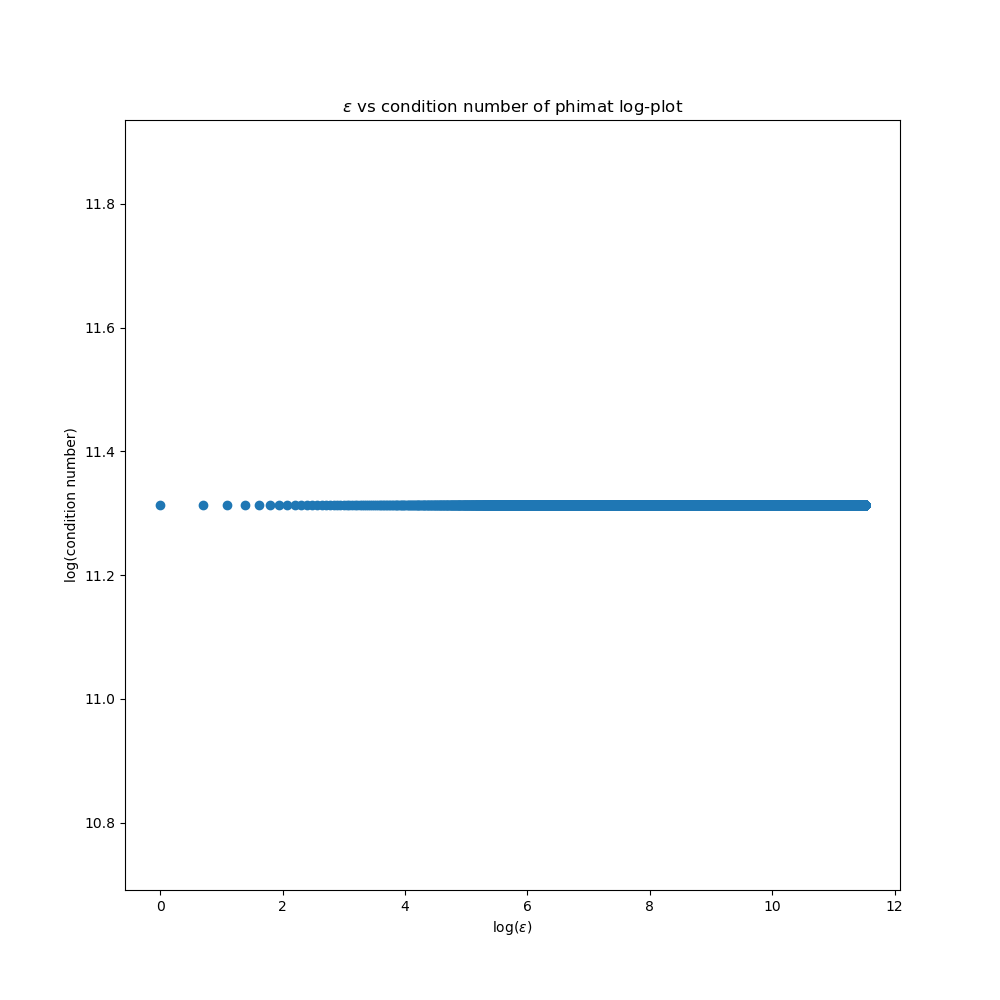 ε vs condition number of phimat log-plot
log(condition number)
11.8
11.6
11.4
11.2
11.0
10.8
0 2 4 6 8 10 12
log(ε)